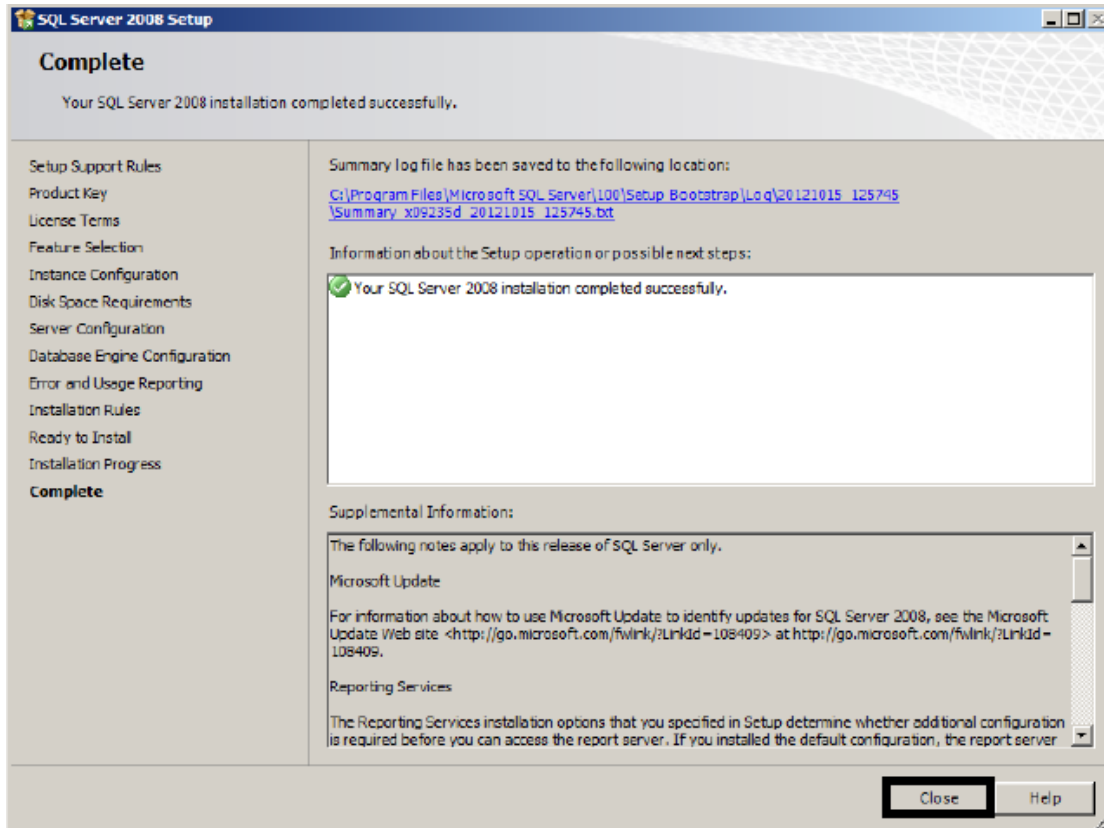 SQL Server 2008 Setup
Complete
Your SQL Server 2008 installation completed successfully.
Setup Support Rules
Product Key
License Terms
Feature Selection
Instance Configuration
Disk Space Requirements
Server Configuration
Database Engine Configuration
Error and Usage Reporting
Installation Rules
Ready to Install
Installation Progress
Complete
Summary log file has been saved to the following location:
C:\Program Files\Microsoft SQL Server\100\Setup Bootstrap\Log\20121015_125745
\Summary_x09235d_20121015_125745.txt
Information about the Setup operation or possible next steps:
Your SQL Server 2008 installation completed successfully.
Supplemental Information:
The following notes apply to this release of SQL Server only.
Microsoft Update
For information about how to use Microsoft Update to identify updates for SQL Server 2008, see the Microsoft
Update Web site <http://go.microsoft.com/fwlink/?LinkId=108409> at http://go.microsoft.com/fwlink/?LinkId=
108409.
Reporting Services
The Reporting Services installation options that you specified in Setup determine whether additional configuration
is required before you can access the report server. If you installed the default configuration, the report server
Close
Help